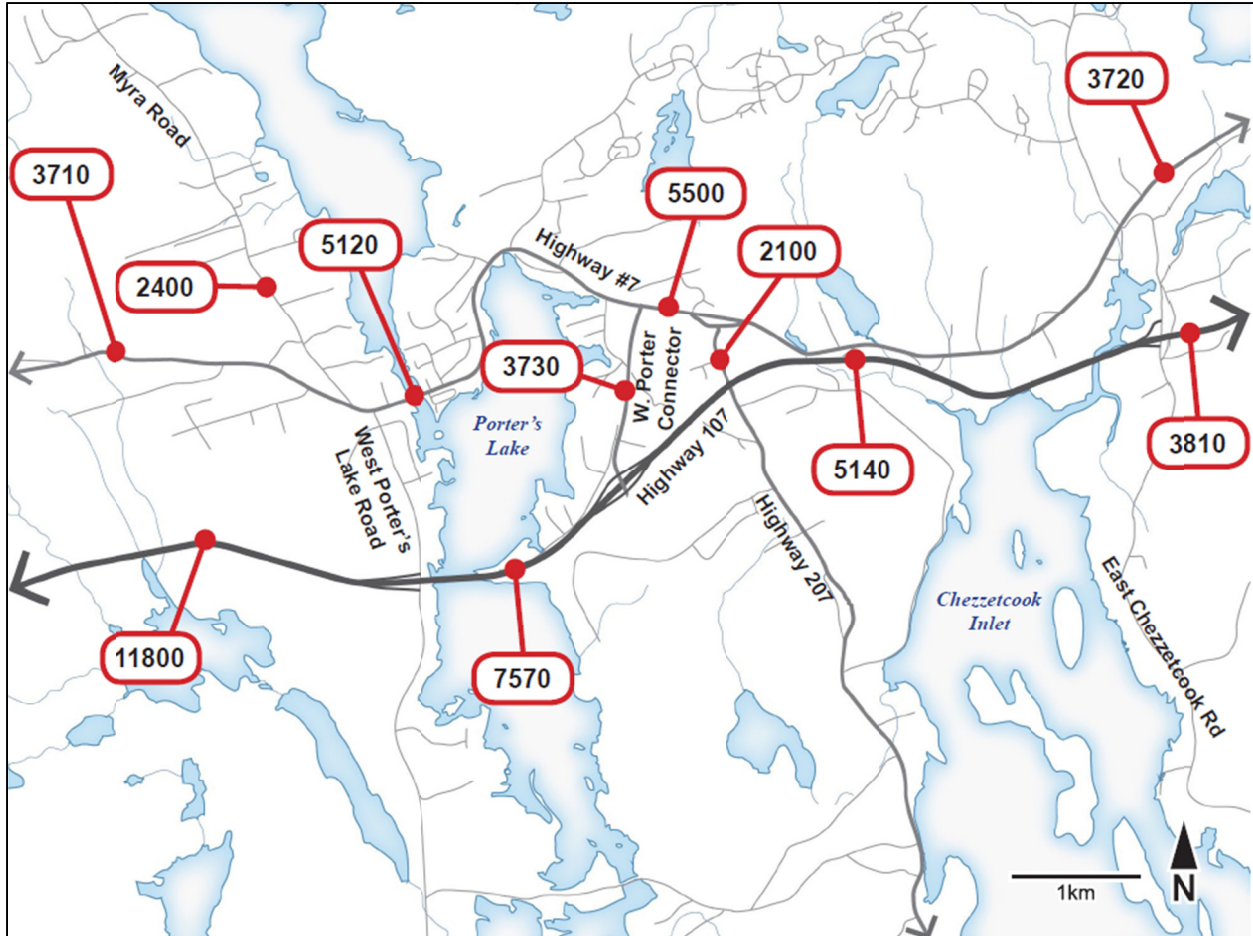 Myra Road
3710
2400
5120
5500
2100
3720
Highway #7
3730
W. Porter
Connector
Porter's
Lake
Highway 107
5140
3810
West Porter's
Lake Road
Highway 207
11800
7570
Chezzetcook
Inlet
East Chezzetcook Rd
1km
N